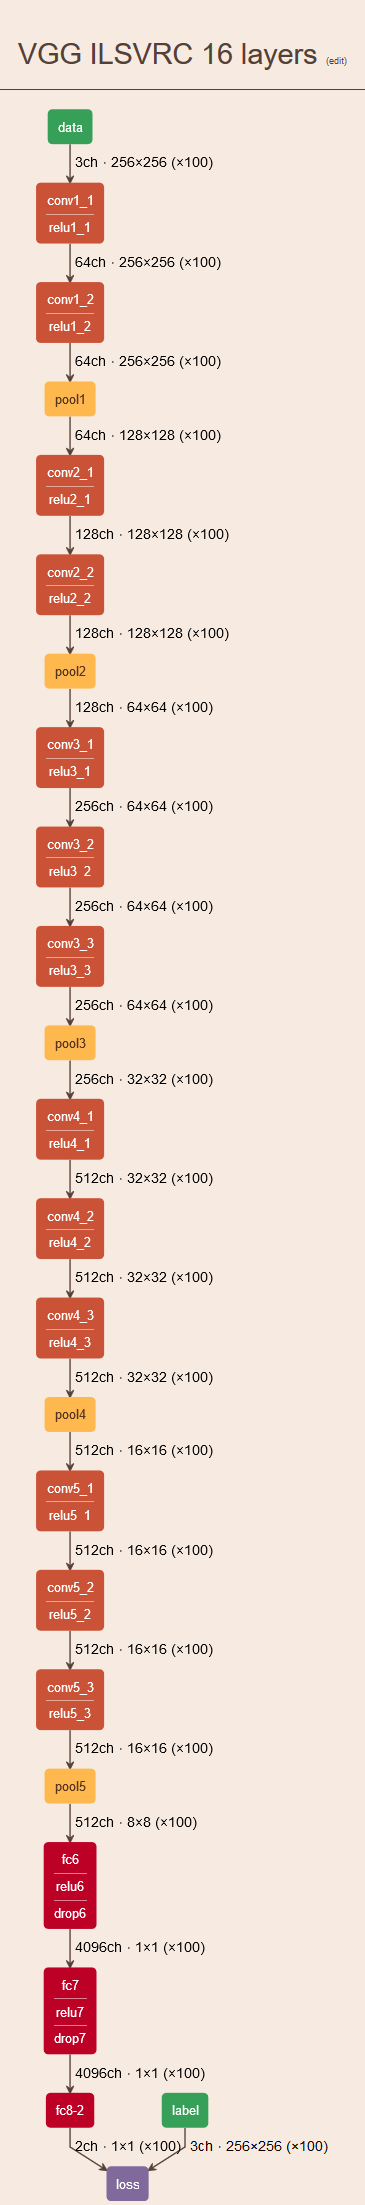 VGG ILSVRC 16 layers (edit)
data
3ch · 256×256 (×100)
conv1_1
relu1_1
64ch · 256×256 (×100)
conv1_2
relu1_2
64ch · 256×256 (×100)
pool1
64ch · 128×128 (×100)
conv2_1
relu2_1
128ch · 128×128 (×100)
conv2_2
relu2_2
128ch · 128×128 (×100)
pool2
128ch · 64×64 (×100)
conv3_1
relu3_1
256ch · 64×64 (×100)
conv3_2
relu3 2
256ch · 64×64 (×100)
conv3_3
relu3_3
256ch · 64×64 (×100)
pool3
256ch · 32×32 (×100)
conv4_1
relu4_1
512ch · 32×32 (×100)
conv4_2
relu4_2
512ch · 32×32 (×100)
conv4_3
relu4_3
512ch · 32×32 (×100)
pool4
512ch · 16×16 (×100)
conv5_1
relu5 1
512ch · 16×16 (×100)
conv5_2
relu5_2
512ch · 16×16 (×100)
conv5_3
relu5_3
512ch · 16×16 (×100)
pool5
512ch · 8×8 (×100)
fc6
relu6
drop6
4096ch · 1×1 (×100)
fc7
relu7
drop7
4096ch · 1×1 (×100)
fc8-2 label
2ch · 1×1 (×100) 3ch · 256×256 (×100)
loss